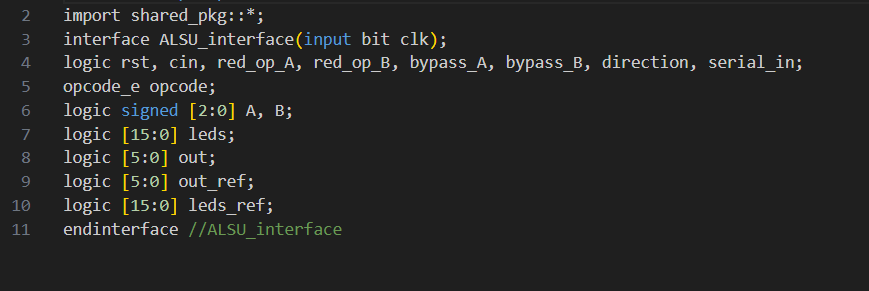 2 import shared_pkg::*;
3 interface ALSU_interface(input bit clk);
4 logic rst, cin, red_op_A, red_op_B, bypass_A, bypass_B, direction, serial_in;
5 opcode_e opcode;
6 logic signed [2:0] A, B;
7 logic [15:0] leds;
8 logic [5:0] out;
9 logic [5:0] out_ref;
10 logic [15:0] leds_ref;
11 endinterface //ALSU_interface